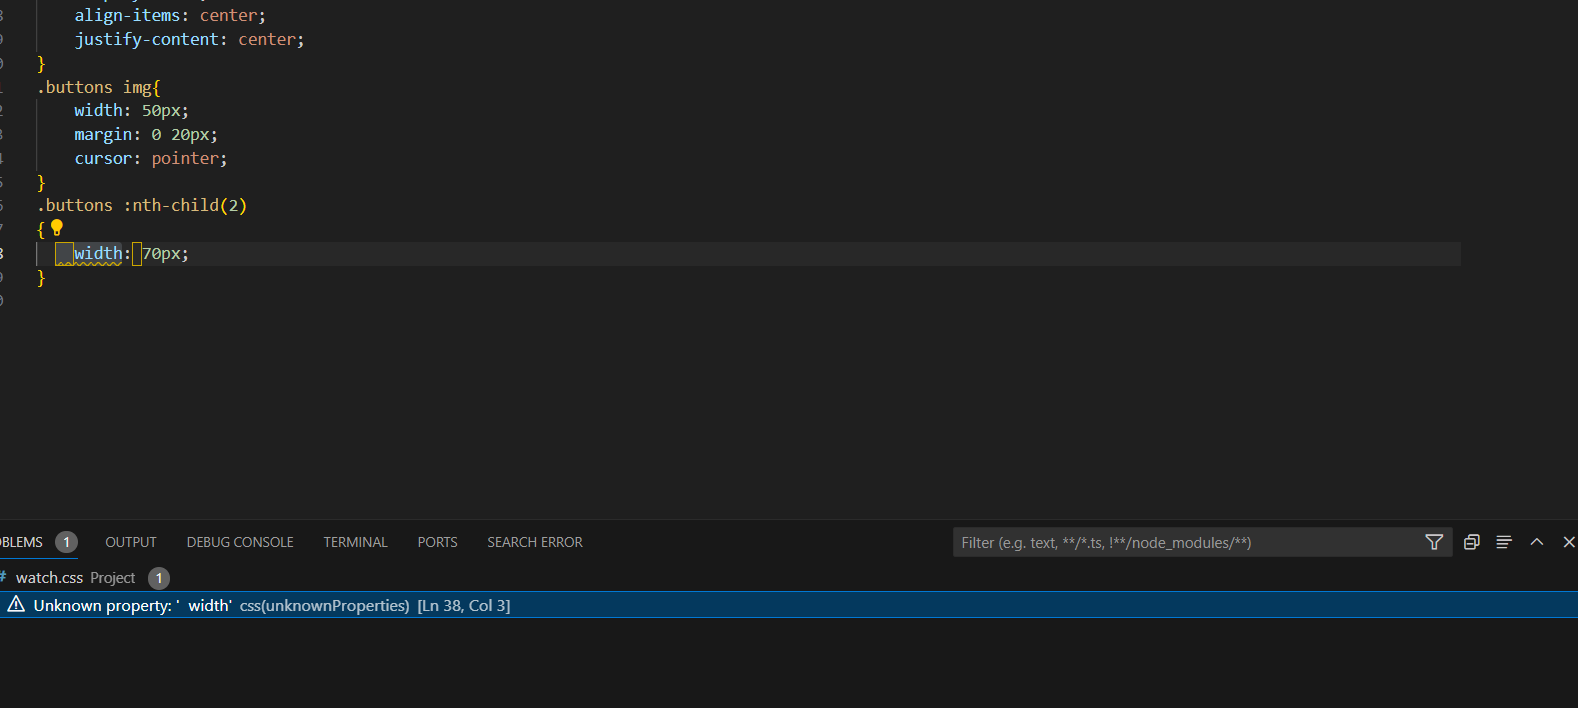 align-items: center;
justify-content: center;
}
.buttons img{
width: 50px;
margin: 0 20px;
cursor: pointer;
}
.buttons :nth-child(2)
{
width: 70px;
}
OBLEMS 1 OUTPUT DEBUG CONSOLE TERMINAL PORTS SEARCH ERROR Filter (e.g. text, **/*.ts, !**/node_modules/**)
# watch.css Project 1
Unknown property: '  width' css(unknownProperties) [Ln 38, Col 3]